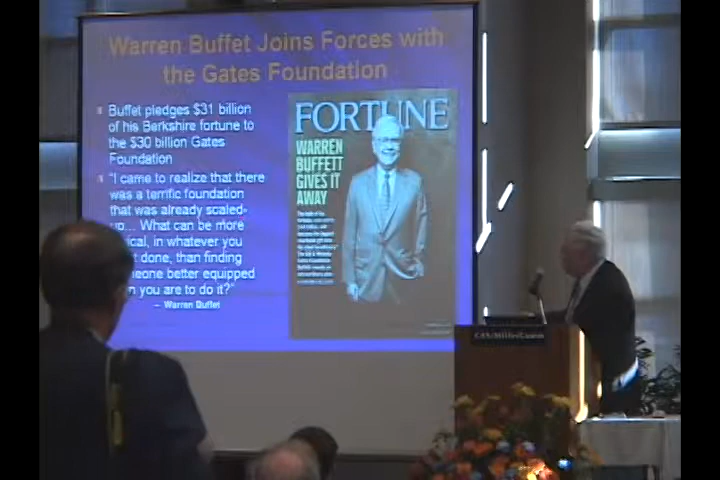 Warren Buffet Joins Forces with
the Gates Foundation
Buffet pledges $31 billion
of his Berkshire fortune to
the $30 billion Gates
Foundation
"I came to realize that there
was a terrific foundation
that was already scaled-
up... What can be more
ical, in whatever you
done, than finding
eone better equipped
n you are to do it?"
– Warren Buffet
FORTUNE
WARREN
BUFFETT
GIVES IT
AWAY